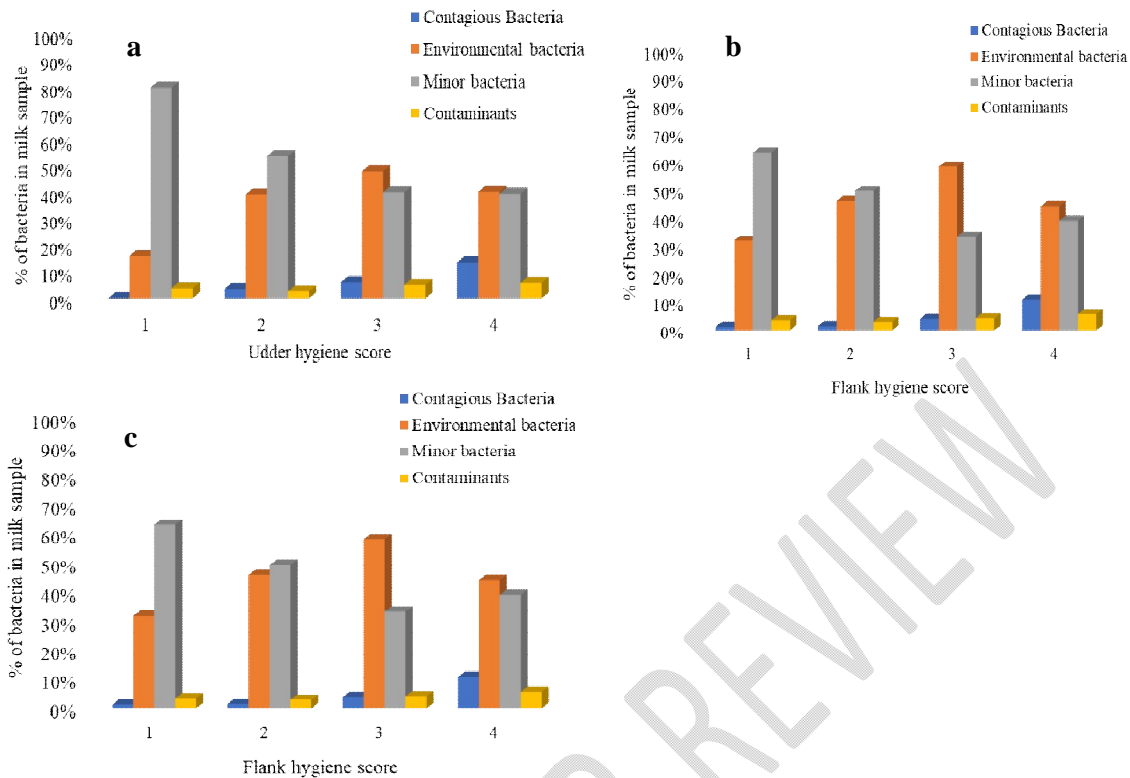 a
Contagious Bacteria
Environmental bacteria
Minor bacteria
Contaminants
% of bacteria in milk sample
100%
90%
80%
70%
60%
50%
40%
30%
20%
10%
0%
1 2 3 4
Udder hygiene score
b
Contagious Bacteria
Environmental bacteria
Minor bacteria
Contaminants
% of bacteria in milk sample
100%
90%
80%
70%
60%
50%
40%
30%
20%
10%
0%
1 2 3 4
Flank hygiene score
c
Contagious Bacteria
Environmental bacteria
Minor bacteria
Contaminants
% of bacteria in milk sample
100%
90%
80%
70%
60%
50%
40%
30%
20%
10%
0%
1 2 3 4
Flank hygiene score
R REVIEW